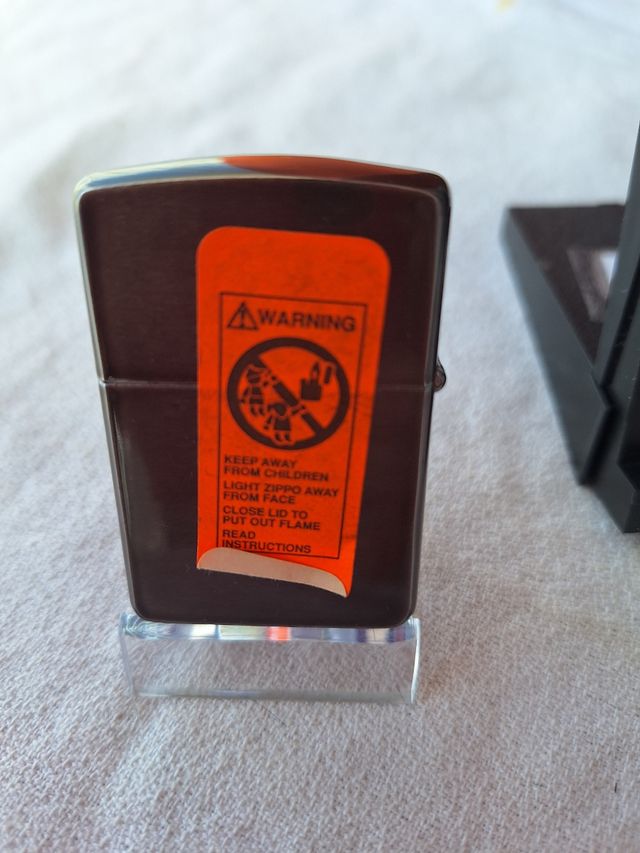 WARNING
KEEP AWAY
FROM CHILDREN
LIGHT ZIPPO AWAY
FROM FACE
CLOSE LID TO
PUT OUT FLAME
READ
INSTRUCTIONS